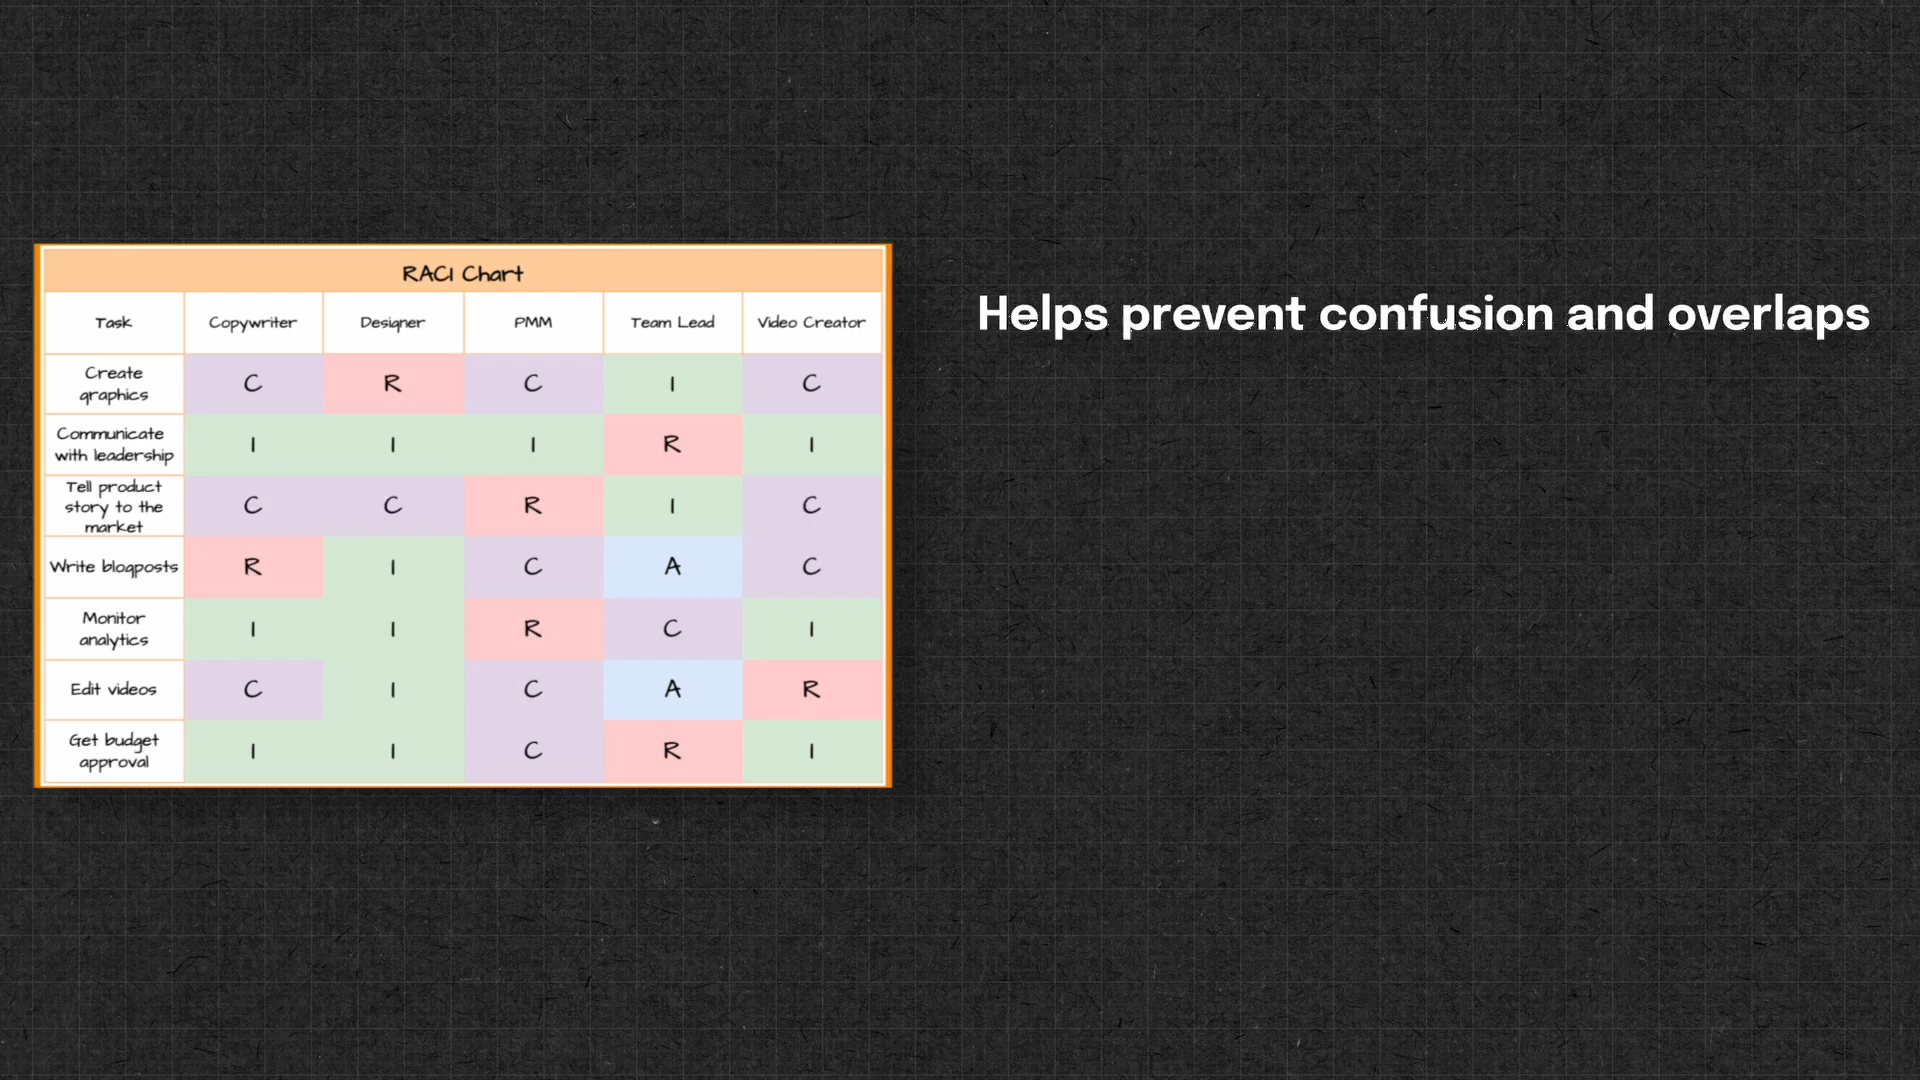 RACI Chart
Task Copywriter Designer PMM Team Lead Video Creator
Create
graphics
C R C I C
Communicate
with leadership
I I I R I
Tell product
story to the
market
C C R I C
Write blogposts R I C A C
Monitor
analytics
I I R C I
Edit videos C I C A R
Get budget
approval
I I C R I
Helps prevent confusion and overlaps